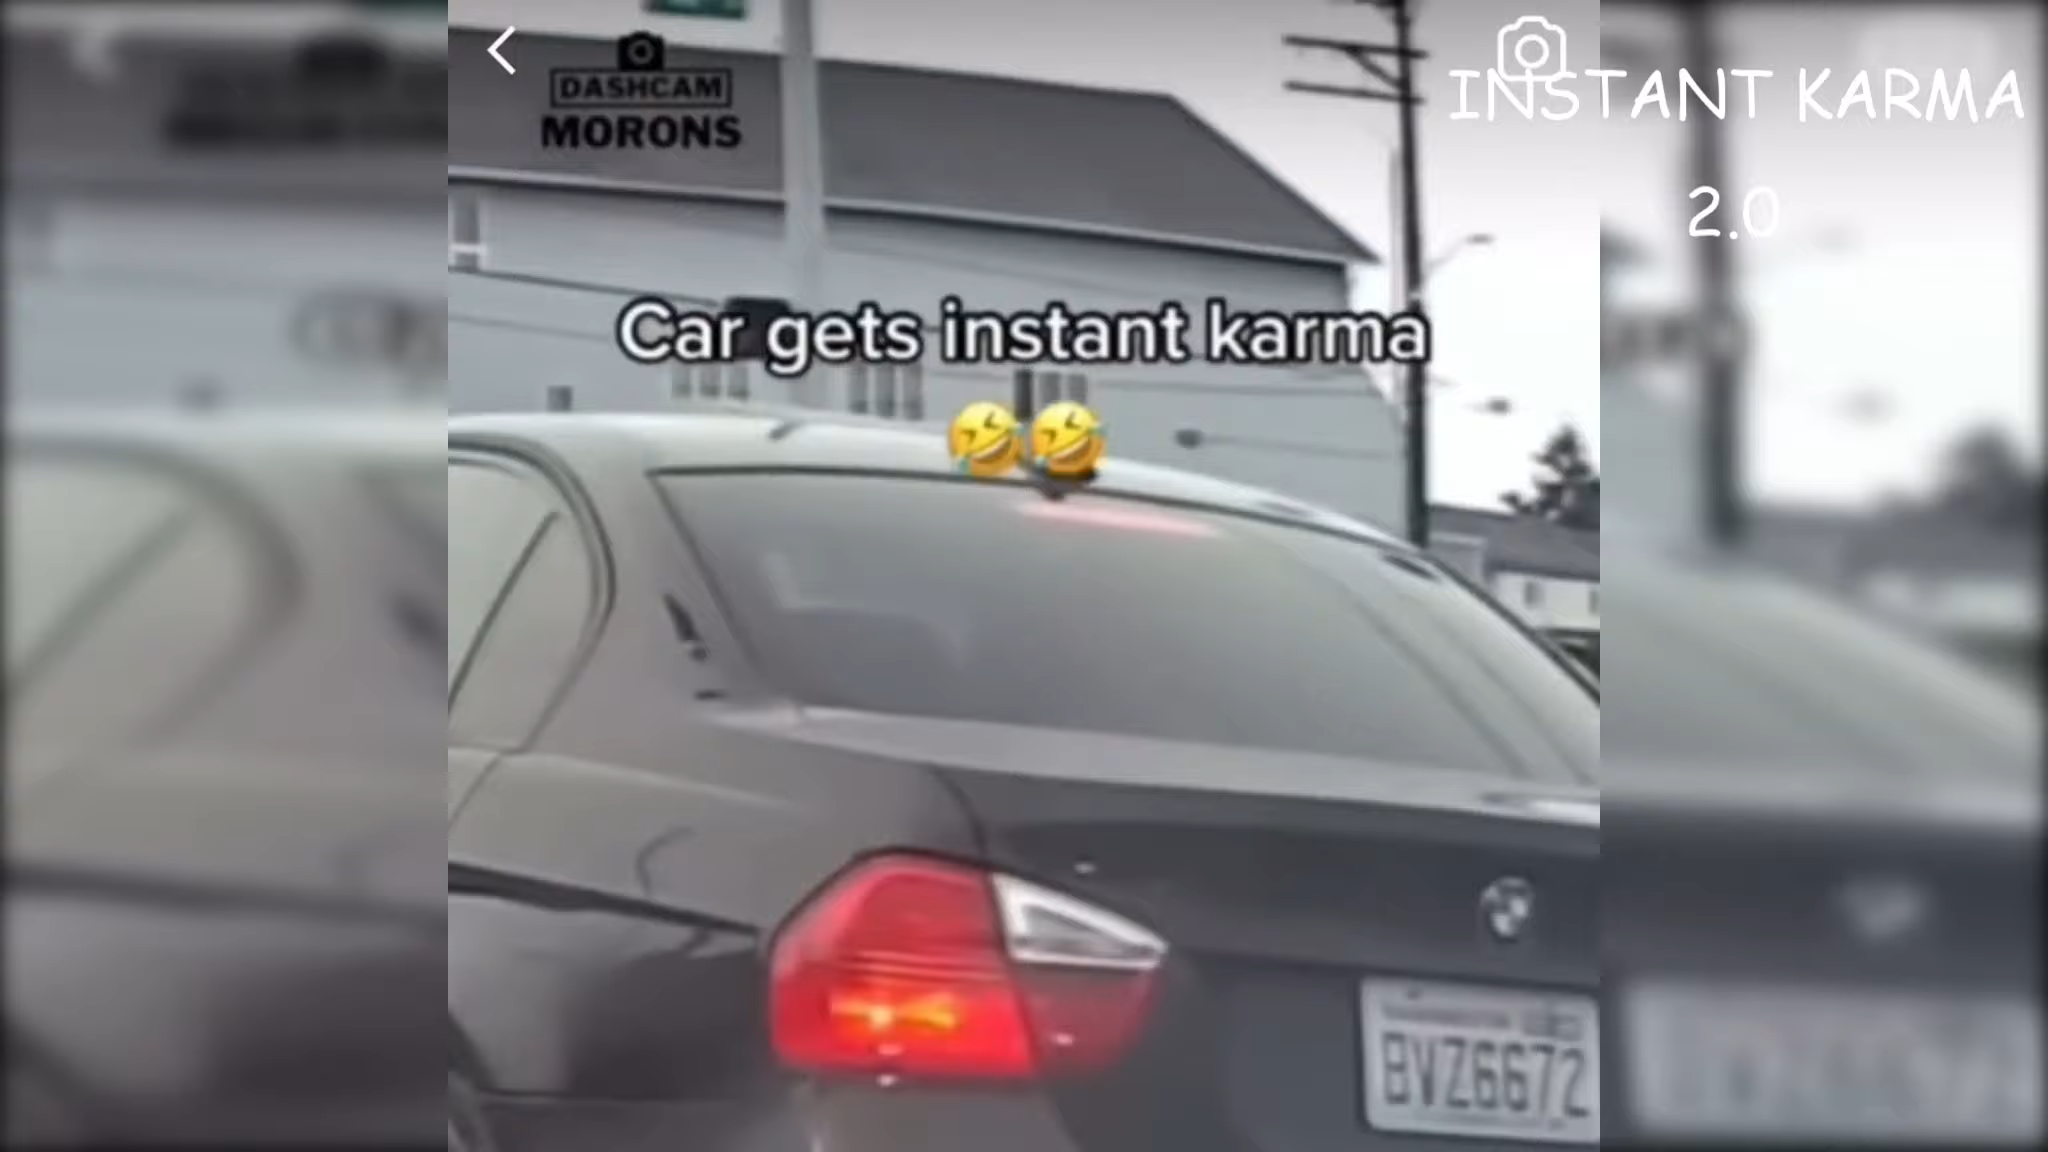 DASHCAM
MORONS
INSTANT KARMA
2.0
Car gets instant karma
BVZ6672